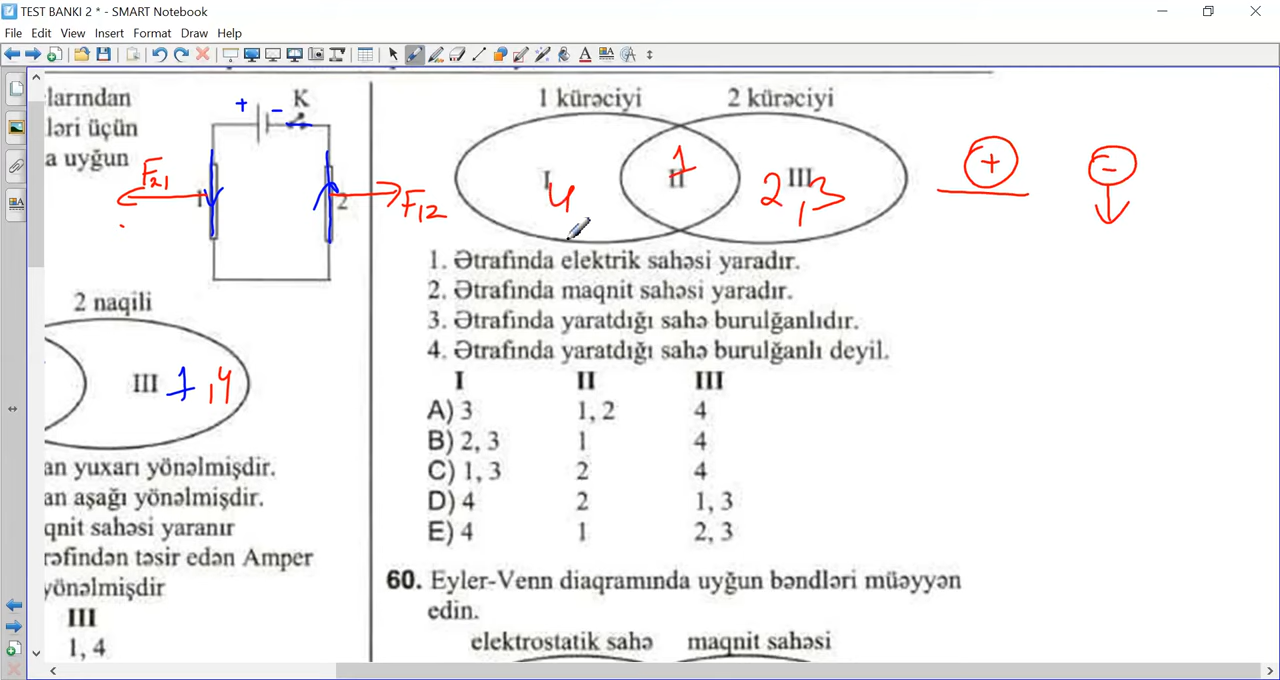 TEST BANKI 2 * - SMART Notebook
File Edit View Insert Format Draw Help
larından
ləri üçün
a uyğun
+ - K
F21
1
2
F12
2 naqili
III 1, 4
an yuxarı yönəlmişdir.
an aşağı yönəlmişdir.
qnit sahəsi yaranır
rəfindən təsir edən Amper
yönəlmişdir
III
1, 4
1 kürəciyi 2 kürəciyi
I II III
4 1 2,3
+ -
1. Ətrafında elektrik sahəsi yaradır.
2. Ətrafında maqnit sahəsi yaradır.
3. Ətrafında yaratdığı sahə burulğanlıdır.
4. Ətrafında yaratdığı sahə burulğanlı deyil.
I II III
A) 3 1, 2 4
B) 2, 3 1 4
C) 1, 3 2 4
D) 4 2 1, 3
E) 4 1 2, 3
60. Eyler-Venn diaqramında uyğun bəndləri müəyyən
edin.
elektrostatik sahə maqnit sahəsi